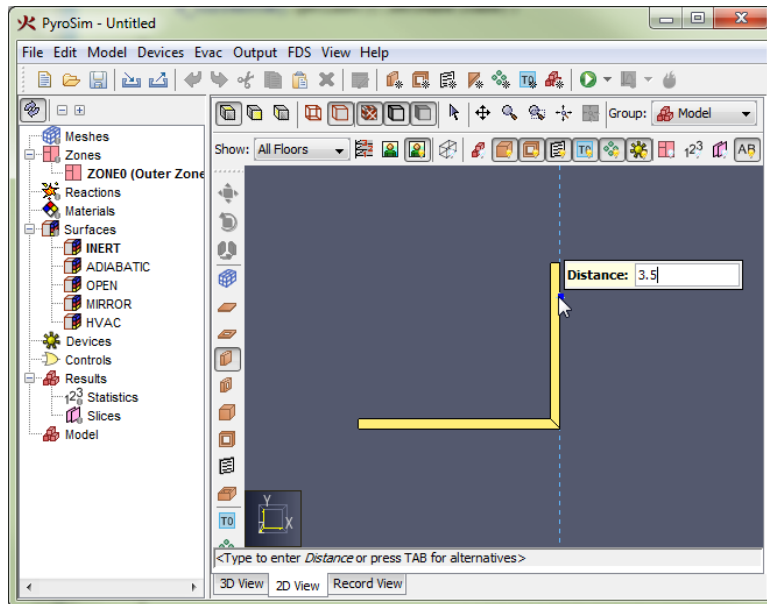 PyroSim - Untitled
File Edit Model Devices Evac Output FDS View Help
Group: Model
Show: All Floors
Meshes
Zones
ZONE0 (Outer Zone
Reactions
Materials
Surfaces
INERT
ADIABATIC
OPEN
MIRROR
HVAC
Devices
Controls
Results
Statistics
Slices
Model
Distance: 3.5
Y
X
<Type to enter Distance or press TAB for alternatives>
3D View 2D View Record View